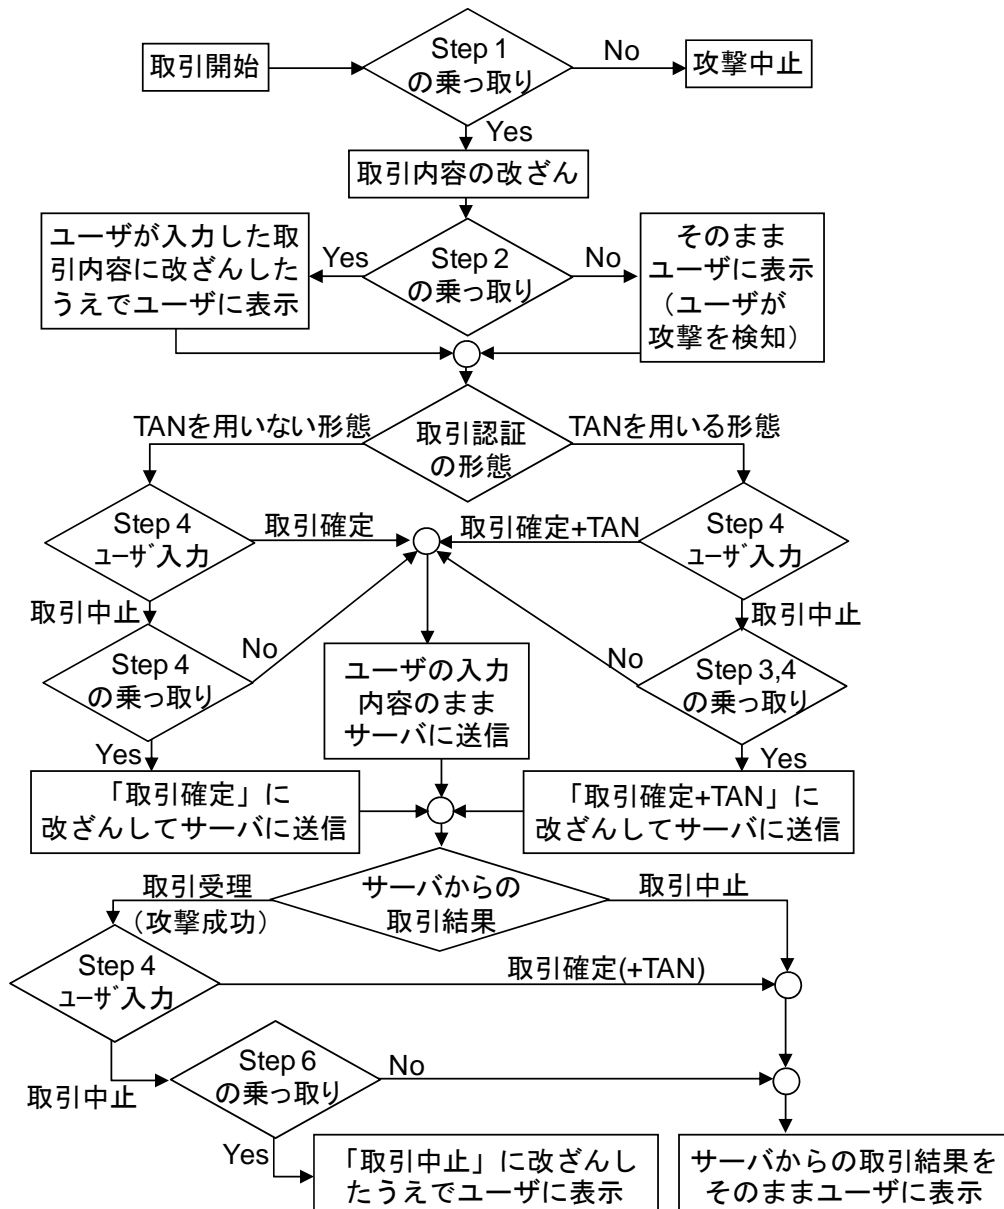 取引開始
Step 1
の乗っ取り
No
攻撃中止
Yes
取引内容の改ざん
ユーザが入力した取
引内容に改ざんした
うえでユーザに表示
Yes
Step 2
の乗っ取り
No
そのまま
ユーザに表示
（ユーザが
攻撃を検知）
TANを用いない形態
取引認証
の形態
TANを用いる形態
Step 4
ユーザ入力
取引確定
取引確定+TAN
Step 4
ユーザ入力
取引中止
取引中止
Step 4
の乗っ取り
No
ユーザの入力
内容のまま
サーバに送信
No
Step 3,4
の乗っ取り
Yes
Yes
「取引確定」に
改ざんしてサーバに送信
「取引確定+TAN」に
改ざんしてサーバに送信
取引受理
（攻撃成功）
サーバからの
取引結果
取引中止
Step 4
ユーザ入力
取引確定(+TAN)
取引中止
Step 6
の乗っ取り
No
Yes
「取引中止」に改ざんし
たうえでユーザに表示
サーバからの取引結果を
そのままユーザに表示